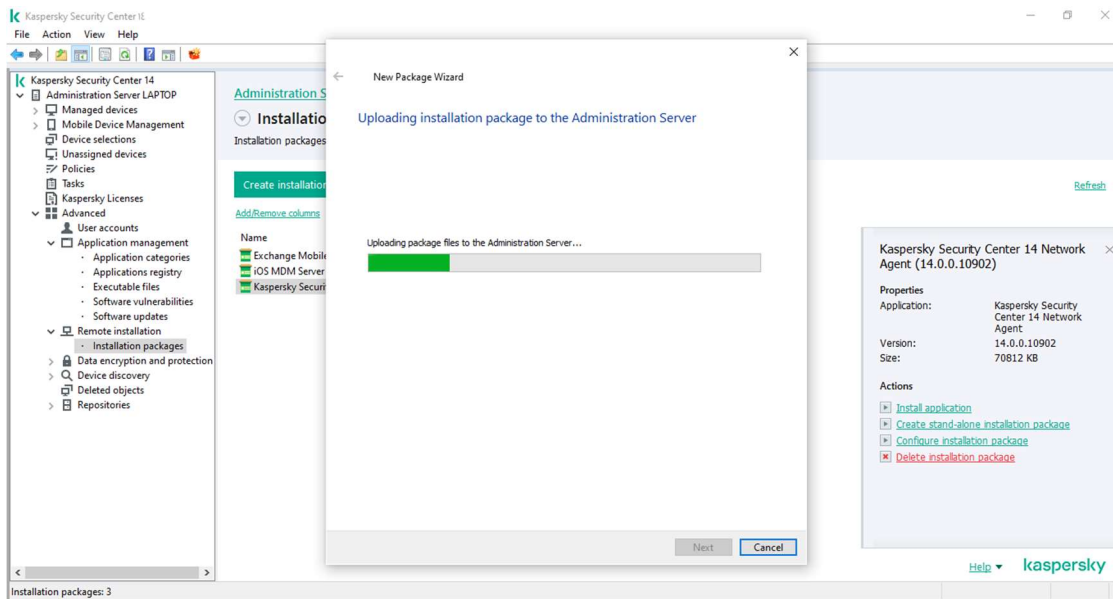 Kaspersky Security Center
File Action View Help
Kaspersky Security Center 14
Administration Server LAPTOP
Managed devices
Mobile Device Management
Device selections
Unassigned devices
Policies
Tasks
Kaspersky Licenses
Advanced
User accounts
Application management
Application categories
Applications registry
Executable files
Software vulnerabilities
Software updates
Remote installation
Installation packages
Data encryption and protection
Device discovery
Deleted objects
Repositories
Administration S
Installatio
Installation packages
Create installation
Add/Remove columns
Name
Exchange Mobile
iOS MDM Server
Kaspersky Securi
New Package Wizard
Uploading installation package to the Administration Server
Uploading package files to the Administration Server...
Next Cancel
Refresh
Kaspersky Security Center 14 Network
Agent (14.0.0.10902)
Properties
Application: Kaspersky Security
Center 14 Network
Agent
Version: 14.0.0.10902
Size: 70812 KB
Actions
Install application
Create stand-alone installation package
Configure installation package
Delete installation package
Help kaspersky
Installation packages: 3